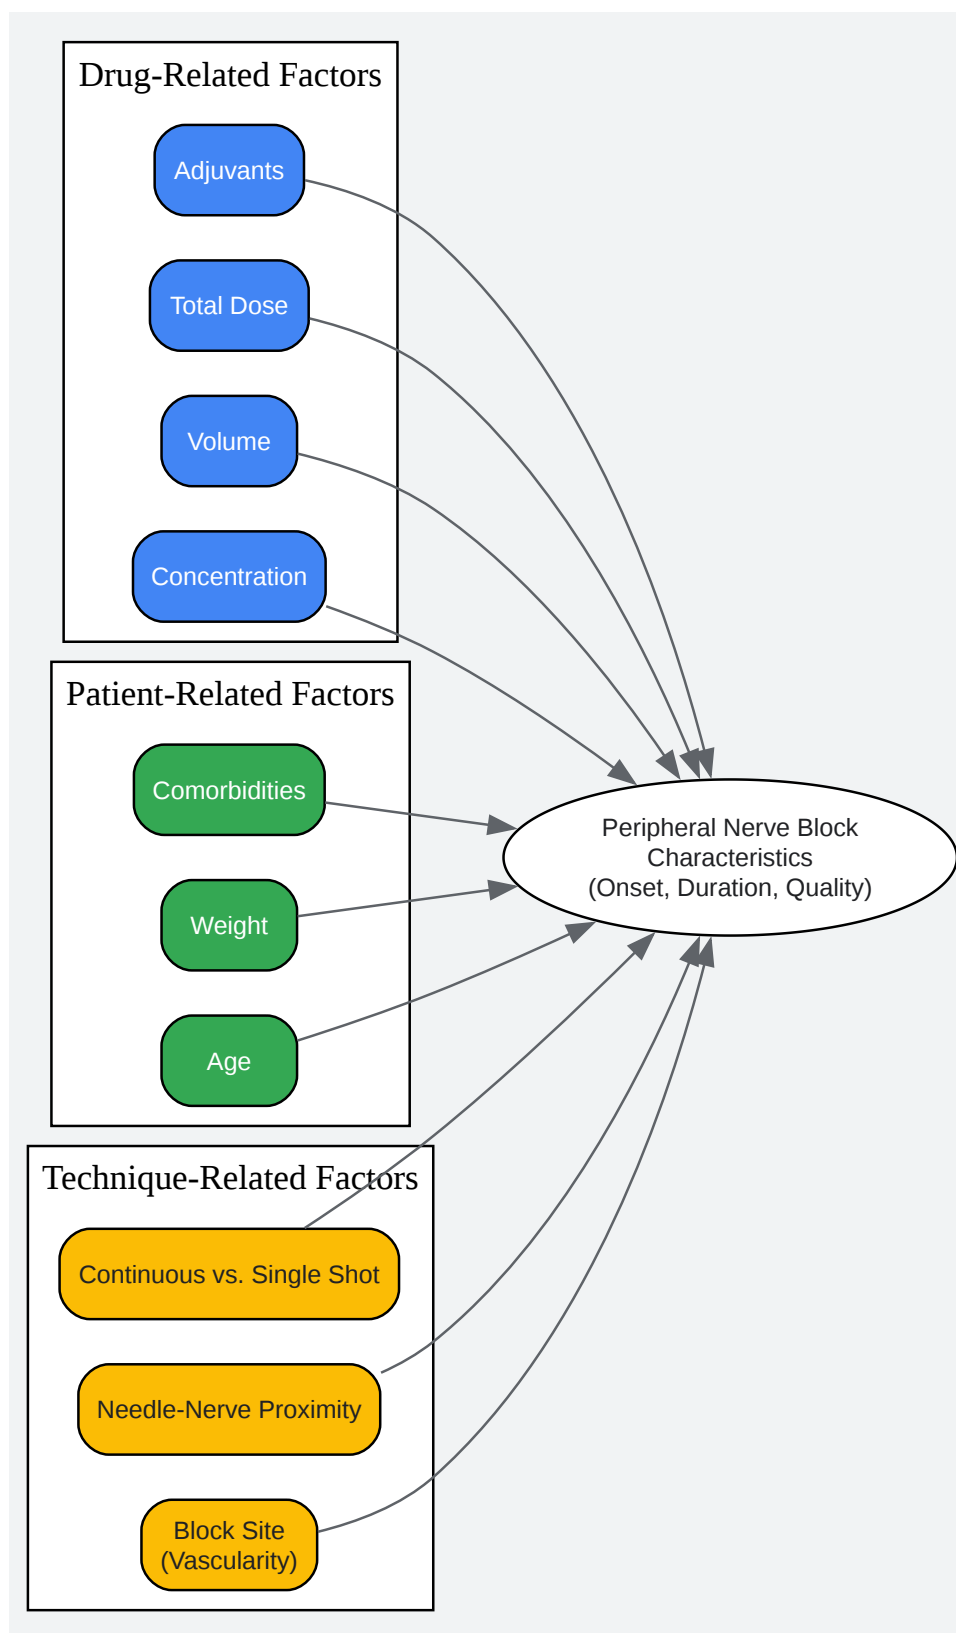 Drug-Related Factors
Adjuvants
Total Dose
Volume
Concentration
Patient-Related Factors
Comorbidities
Weight
Age
Technique-Related Factors
Continuous vs. Single Shot
Needle-Nerve Proximity
Block Site
(Vascularity)
Peripheral Nerve Block
Characteristics
(Onset, Duration, Quality)